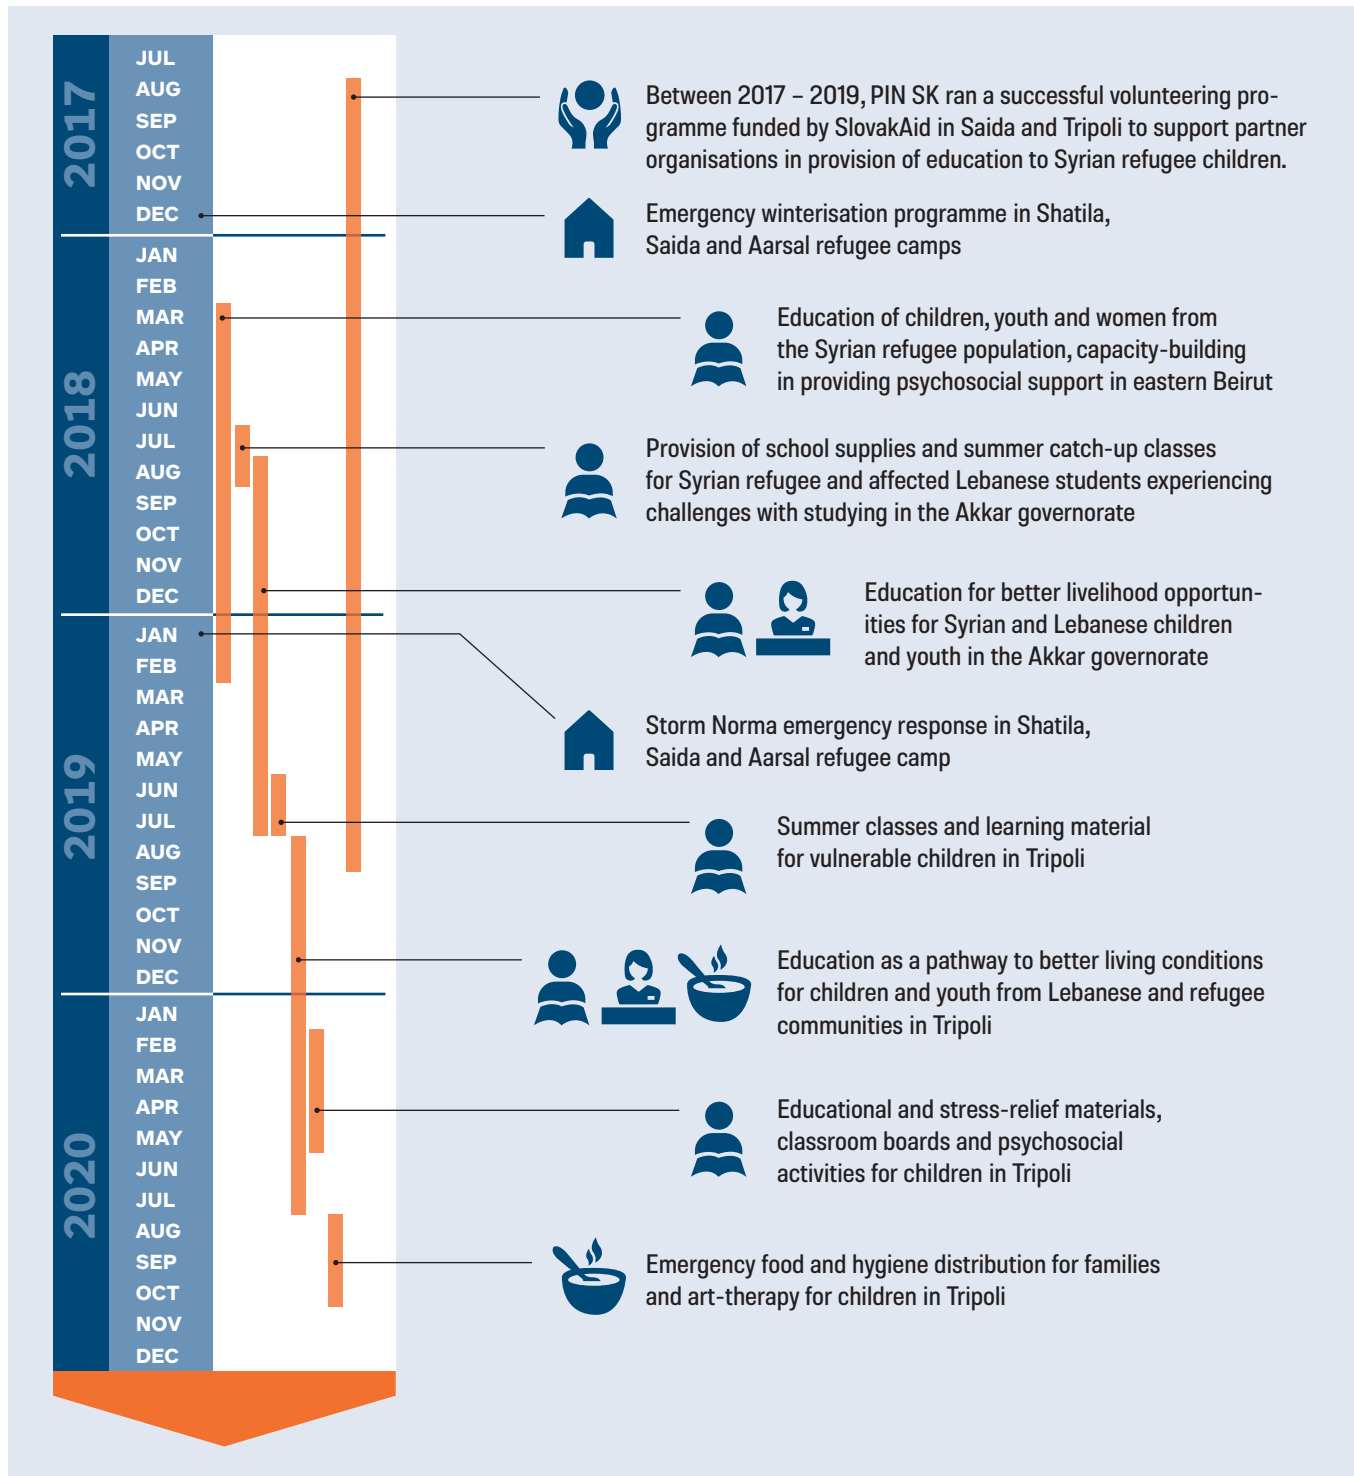 2017
JUL
AUG
SEP
OCT
NOV
DEC
2018
JAN
FEB
MAR
APR
MAY
JUN
JUL
AUG
SEP
OCT
NOV
DEC
2019
JAN
FEB
MAR
APR
MAY
JUN
JUL
AUG
SEP
OCT
NOV
DEC
2020
JAN
FEB
MAR
APR
MAY
JUN
JUL
AUG
SEP
OCT
NOV
DEC
Between 2017 – 2019, PIN SK ran a successful volunteering pro-
gramme funded by SlovakAid in Saida and Tripoli to support partner
organisations in provision of education to Syrian refugee children.
Emergency winterisation programme in Shatila,
Saida and Aarsal refugee camps
Education of children, youth and women from
the Syrian refugee population, capacity-building
in providing psychosocial support in eastern Beirut
Provision of school supplies and summer catch-up classes
for Syrian refugee and affected Lebanese students experiencing
challenges with studying in the Akkar governorate
Education for better livelihood opportun-
ities for Syrian and Lebanese children
and youth in the Akkar governorate
Storm Norma emergency response in Shatila,
Saida and Aarsal refugee camp
Summer classes and learning material
for vulnerable children in Tripoli
Education as a pathway to better living conditions
for children and youth from Lebanese and refugee
communities in Tripoli
Educational and stress-relief materials,
classroom boards and psychosocial
activities for children in Tripoli
Emergency food and hygiene distribution for families
and art-therapy for children in Tripoli